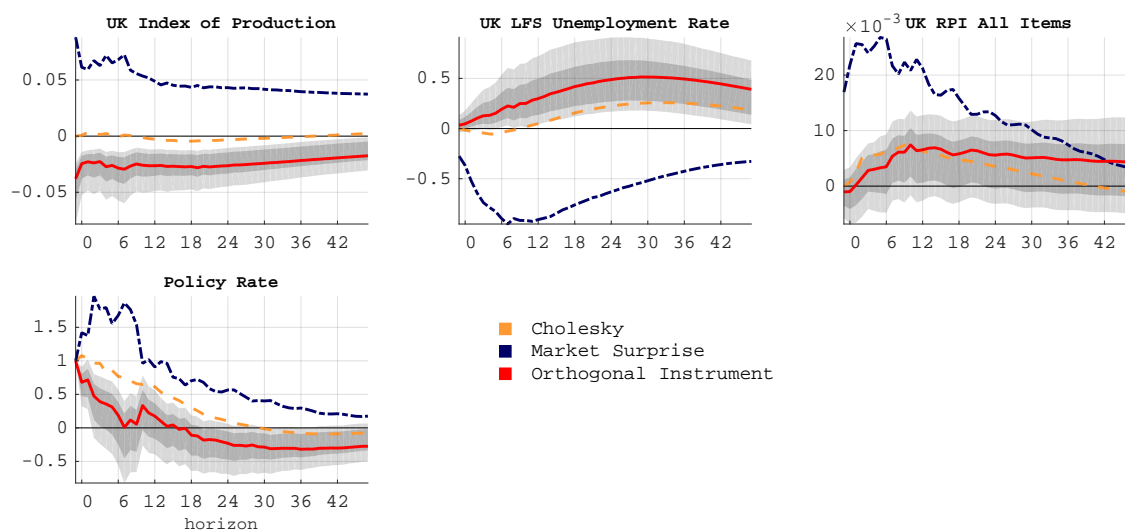 UK Index of Production
0.05
0
-0.05
0 6 12 18 24 30 36 42
UK LFS Unemployment Rate
0.5
0
-0.5
0 6 12 18 24 30 36 42
UK RPI All Items
×10⁻³
20
10
0
0 6 12 18 24 30 36 42
Policy Rate
1.5
1
0.5
0
-0.5
0 6 12 18 24 30 36 42
horizon
Cholesky
Market Surprise
Orthogonal Instrument